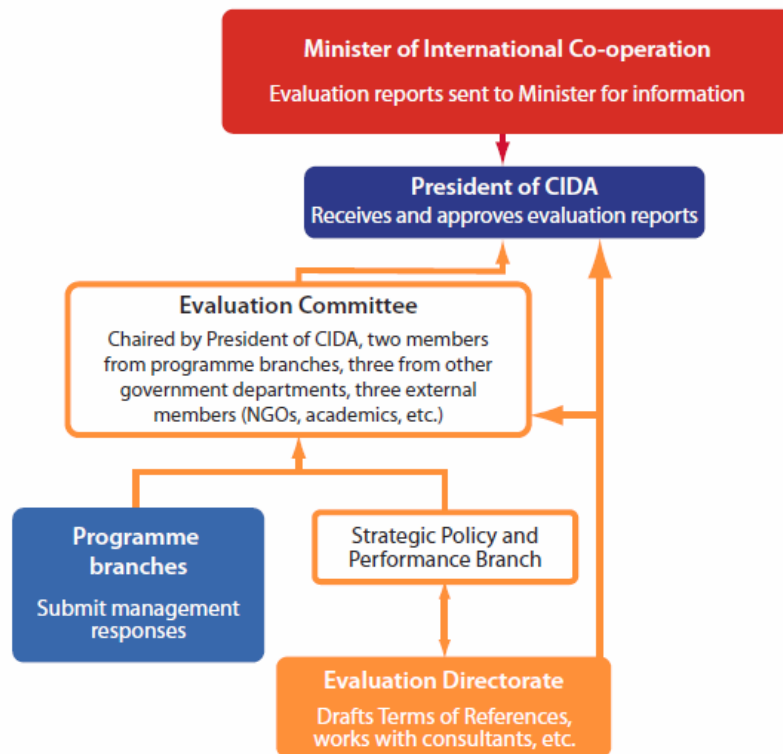 Minister of International Co-operation
Evaluation reports sent to Minister for information
President of CIDA
Receives and approves evaluation reports
Evaluation Committee
Chaired by President of CIDA, two members
from programme branches, three from other
government departments, three external
members (NGOs, academics, etc.)
Programme
branches
Submit management
responses
Strategic Policy and
Performance Branch
Evaluation Directorate
Drafts Terms of References,
works with consultants, etc.